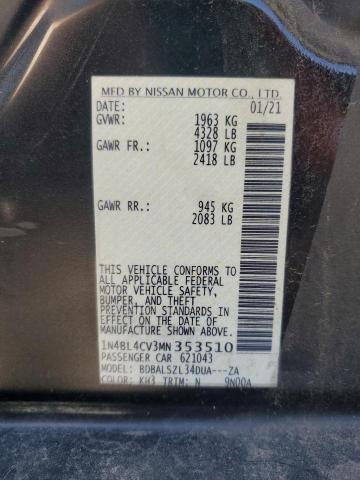 MFD BY NISSAN MOTOR CO., LTD.
DATE: 01/21
GVWR: 1963 KG
4328 LB
GAWR FR.: 1097 KG
2418 LB
GAWR RR.: 945 KG
2083 LB
THIS VEHICLE CONFORMS TO
ALL APPLICABLE FEDERAL
MOTOR VEHICLE SAFETY,
BUMPER, AND THEFT
PREVENTION STANDARDS IN
EFFECT ON THE DATE OF
MANUFACTURE SHOWN ABOVE.
1N4BL4CV3MN353510
PASSENGER CAR 621043
MODEL: BDBALSZL34DUA---ZA
COLOR: KH3 TRIM: N 9N00A